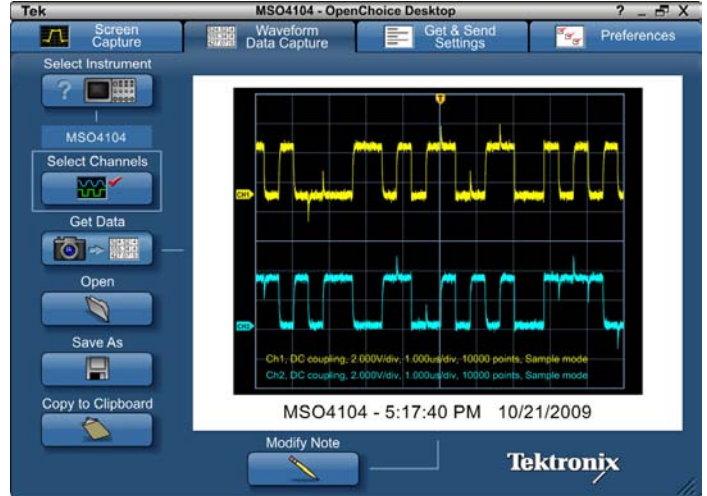 Tek
MSO4104 - OpenChoice Desktop
? _ X
Screen
Capture
Waveform
Data Capture
Get & Send
Settings
Preferences
Select Instrument
?
MSO4104
Select Channels
Get Data
Open
Save As
Copy to Clipboard
T
CH1
CH2
Ch1, DC coupling, 2.000V/div, 1.000us/div, 10000 points, Sample mode
Ch2, DC coupling, 2.000V/div, 1.000us/div, 10000 points, Sample mode
MSO4104 - 5:17:40 PM 10/21/2009
Modify Note
Tektronix